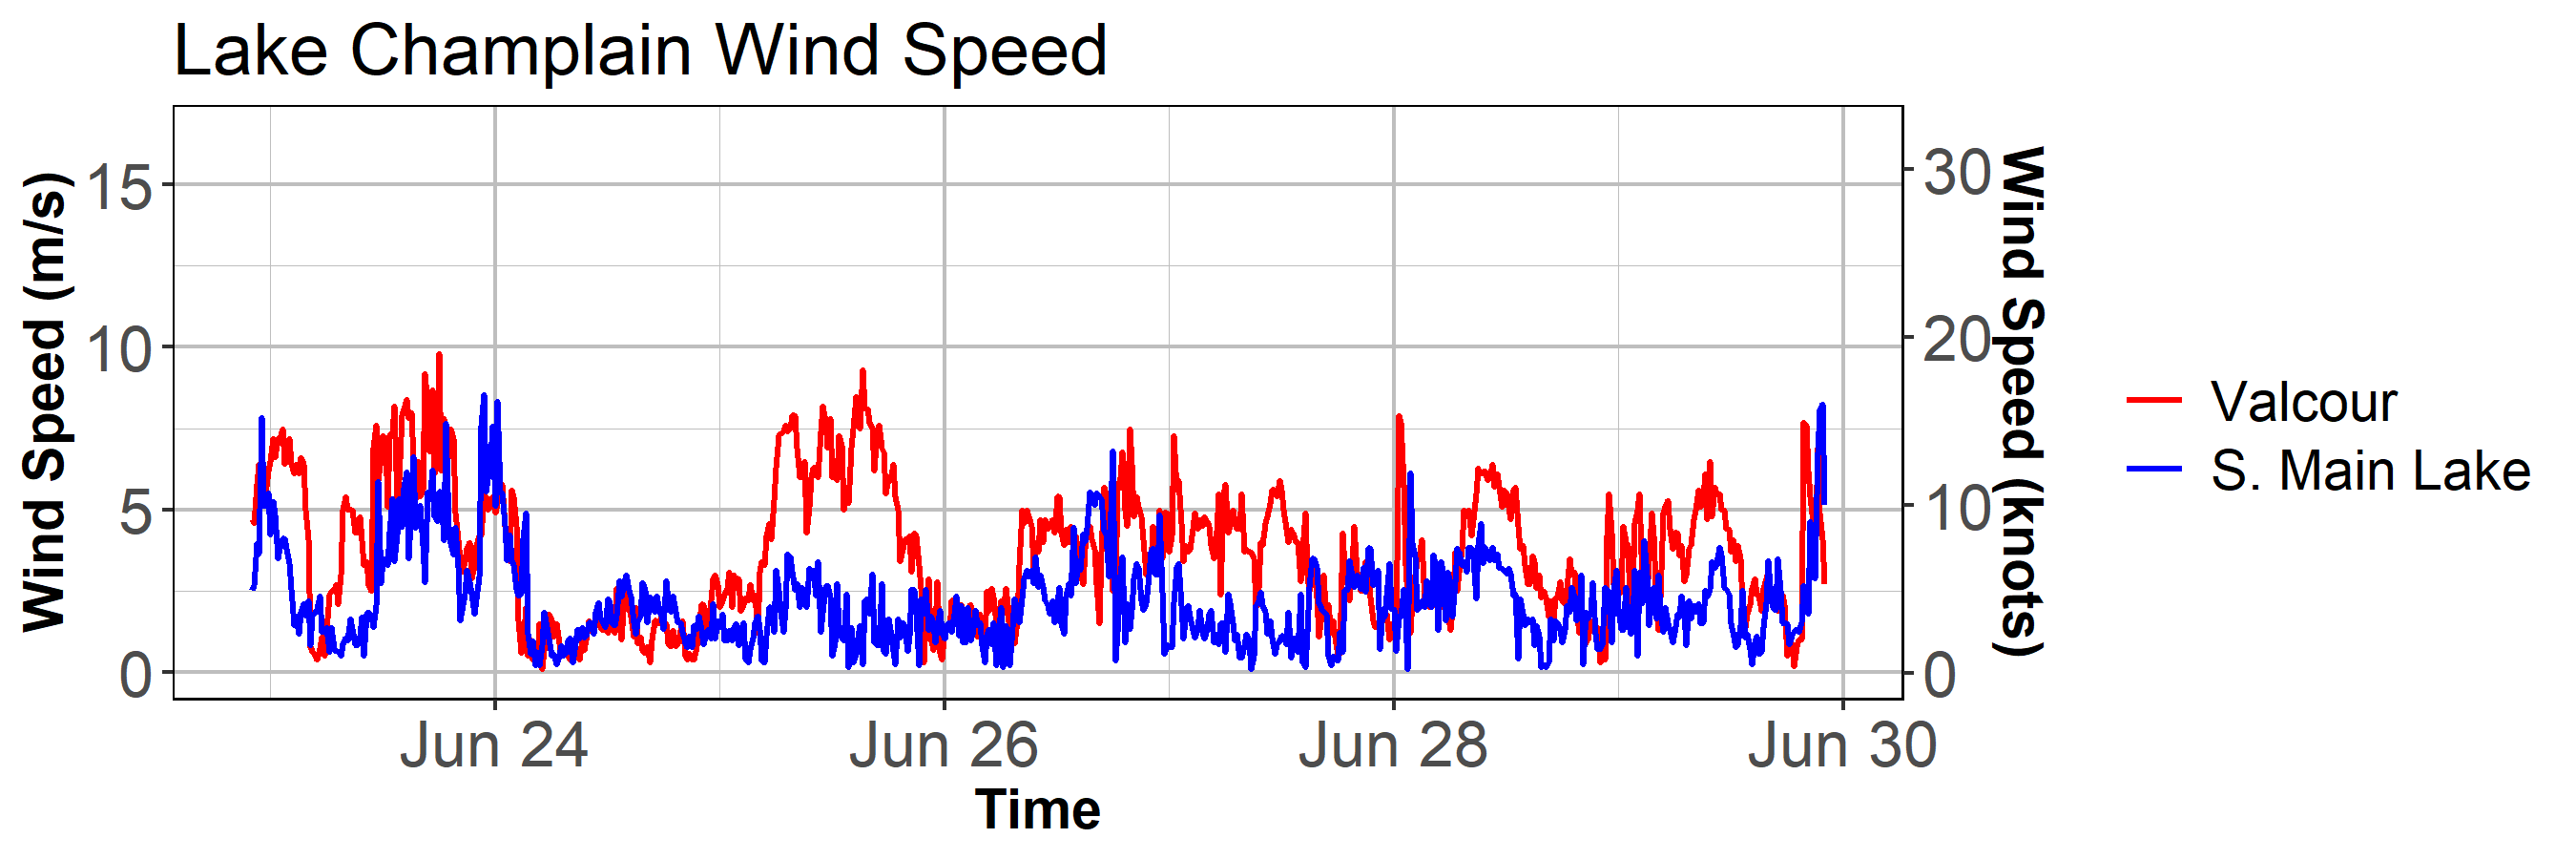 Lake Champlain Wind Speed
Wind Speed (m/s)
15
10
5
0
30
20
10
0
Wind Speed (knots)
Jun 24
Jun 26
Jun 28
Jun 30
Time
Valcour
S. Main Lake